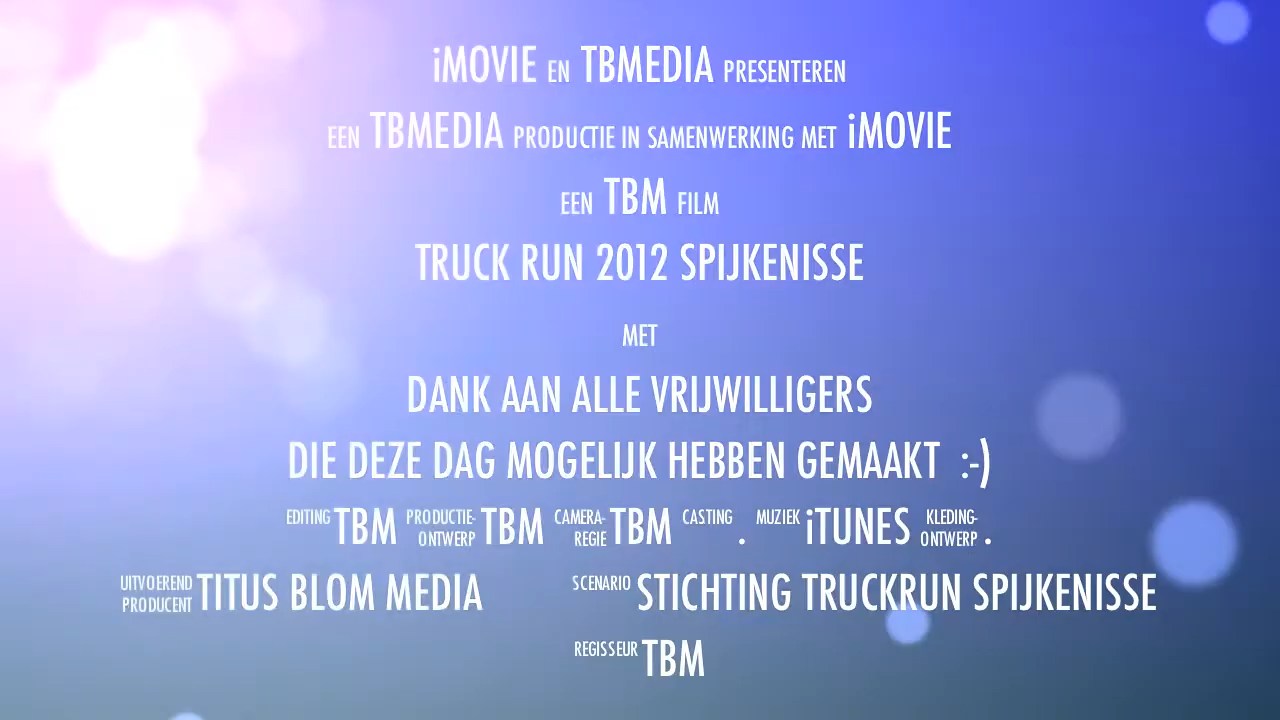 iMOVIE EN TBMEDIA PRESENTEREN
EEN TBMEDIA PRODUCTIE IN SAMENWERKING MET iMOVIE
EEN TBM FILM
TRUCK RUN 2012 SPIJKENISSE
MET
DANK AAN ALLE VRIJWILLIGERS
DIE DEZE DAG MOGELIJK HEBBEN GEMAAKT :-)
EDITING TBM PRODUCTIE-ONTWERP TBM CAMERA-REGIE TBM CASTING . MUZIEK iTUNES KLEDING-ONTWERP .
UITVOEREND PRODUCENT TITUS BLOM MEDIA SCENARIO STICHTING TRUCKRUN SPIJKENISSE
REGISSEUR TBM